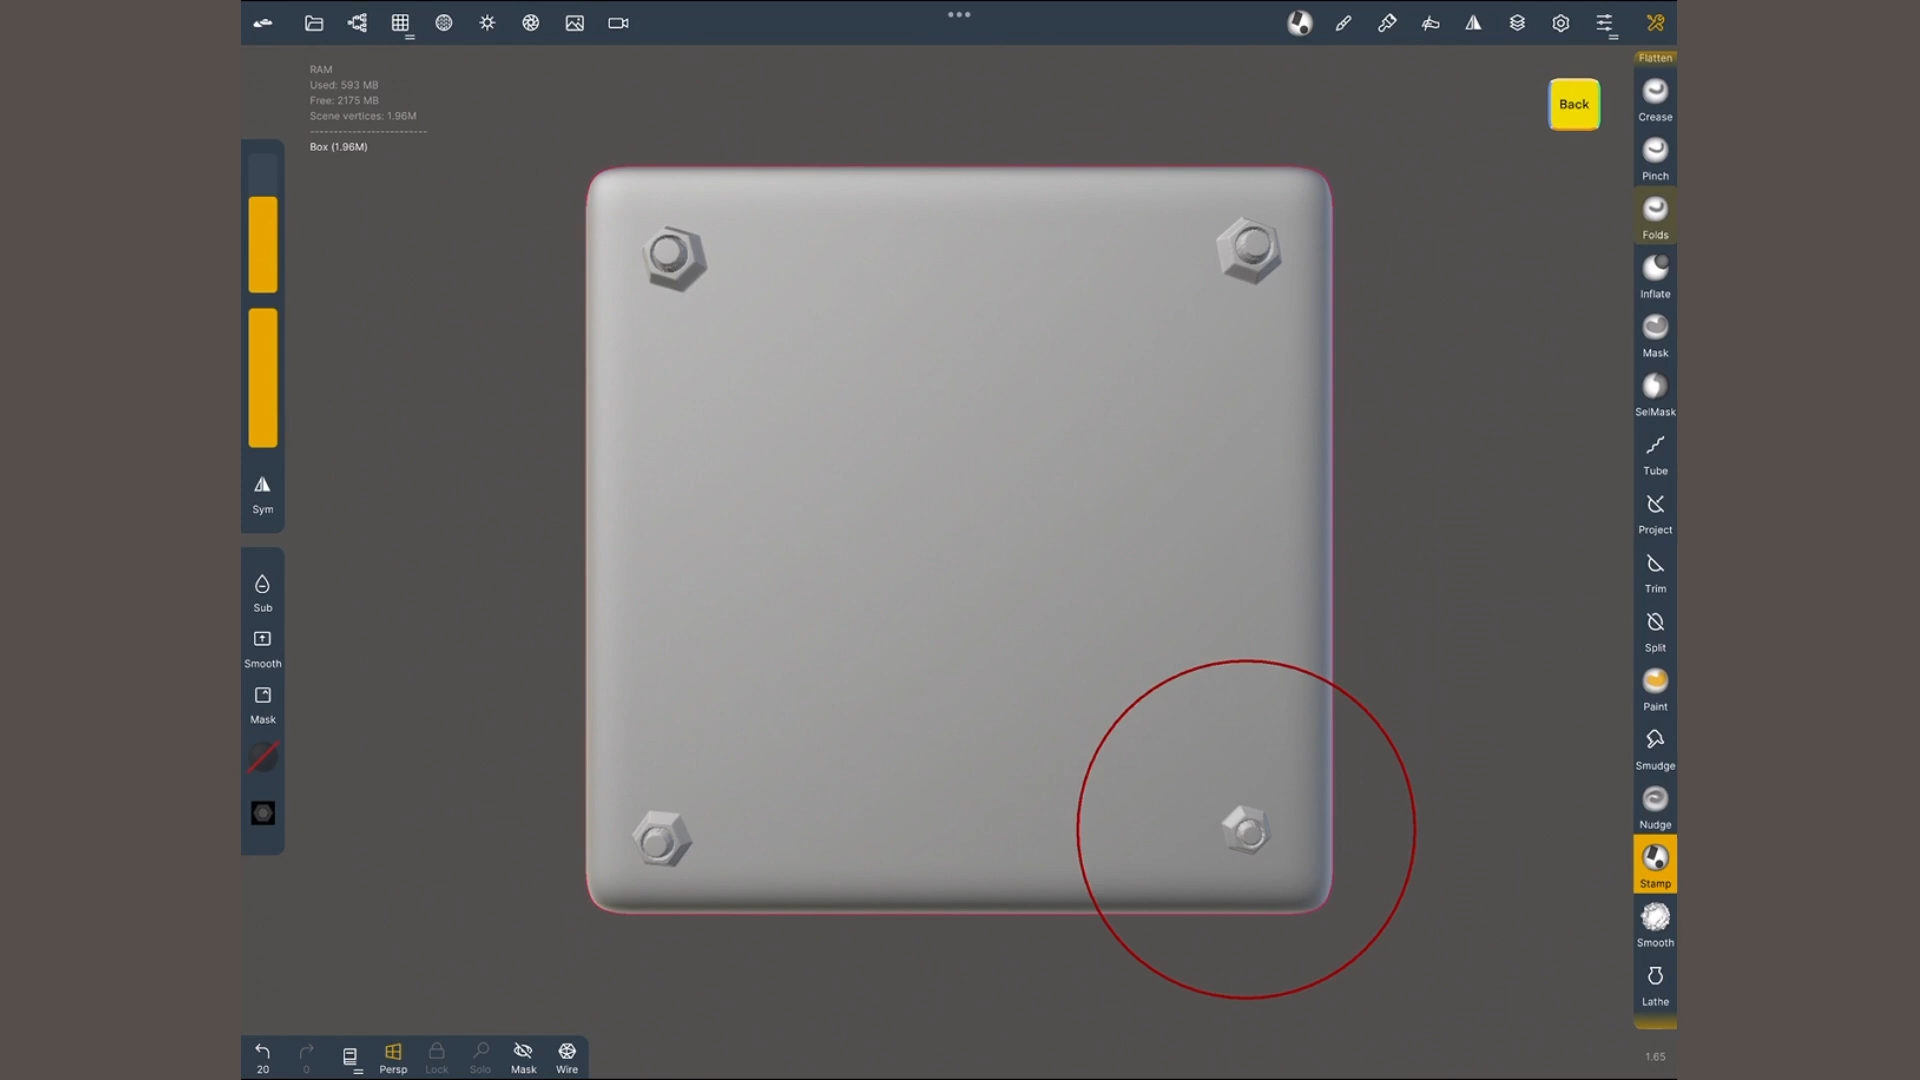 RAM
Used: 593 MB
Free: 2175 MB
Scene vertices: 1.96M
--------------------------
Box (1.96M)
Back
Sym
Sub
Smooth
Mask
20
0
Persp
Lock
Solo
Mask
Wire
Flatten
Crease
Pinch
Folds
Inflate
Mask
SelMask
Tube
Project
Trim
Split
Paint
Smudge
Nudge
Stamp
Smooth
Lathe
1.65